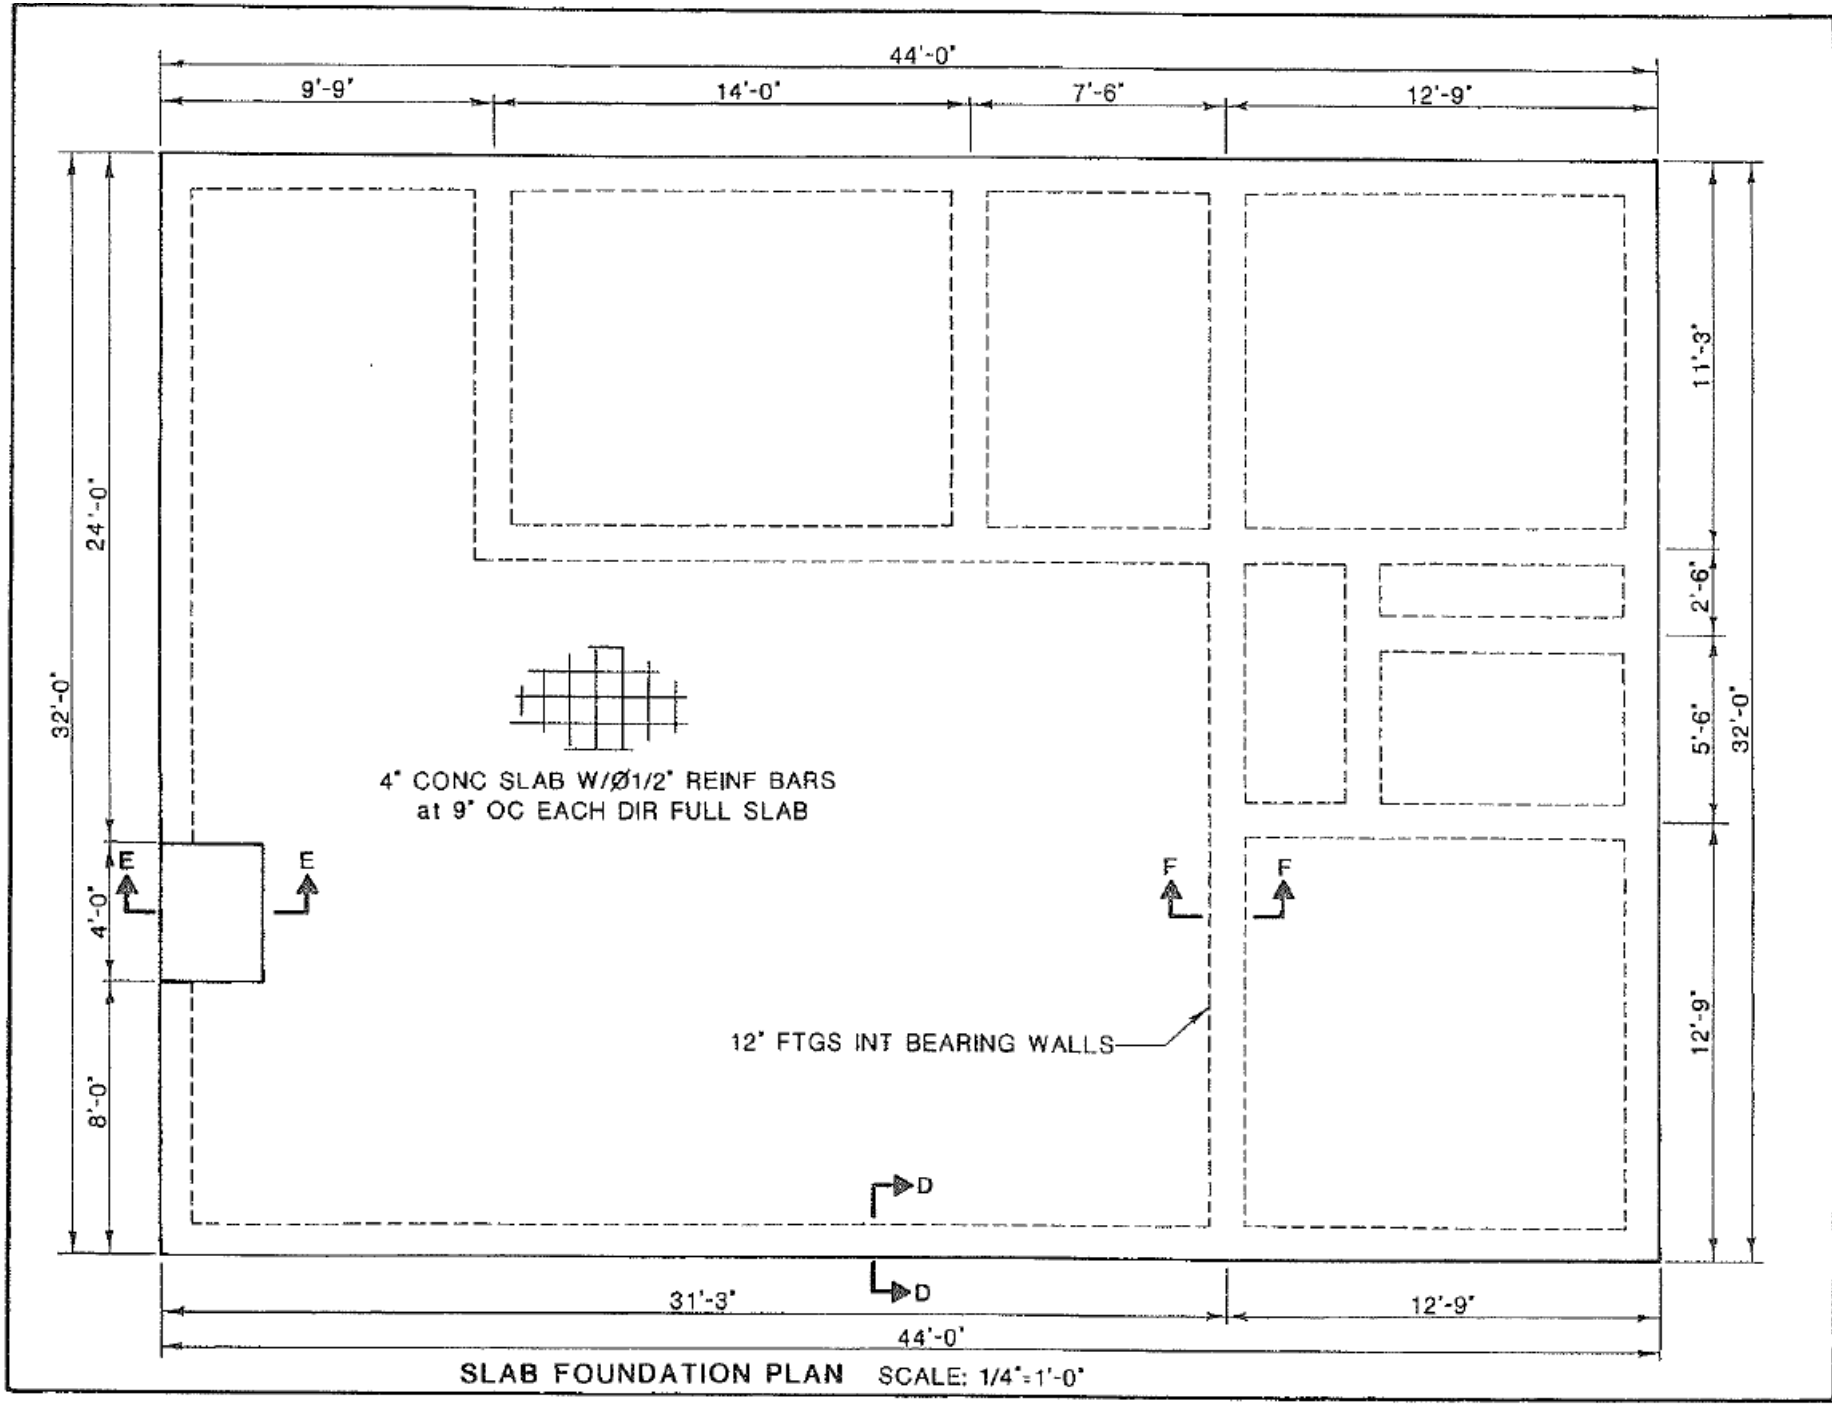 44'-0"
9'-9"
14'-0"
7'-6"
12'-9"
11'-3"
24'-0"
2'-6"
32'-0"
5'-6"
32'-0"
4" CONC SLAB W/Ø1/2" REINF BARS
at 9" OC EACH DIR FULL SLAB
E
E
F
F
4'-0"
12" FTGS INT BEARING WALLS
12'-9"
8'-0"
D
D
31'-3"
12'-9"
44'-0"
SLAB FOUNDATION PLAN SCALE: 1/4"=1'-0"